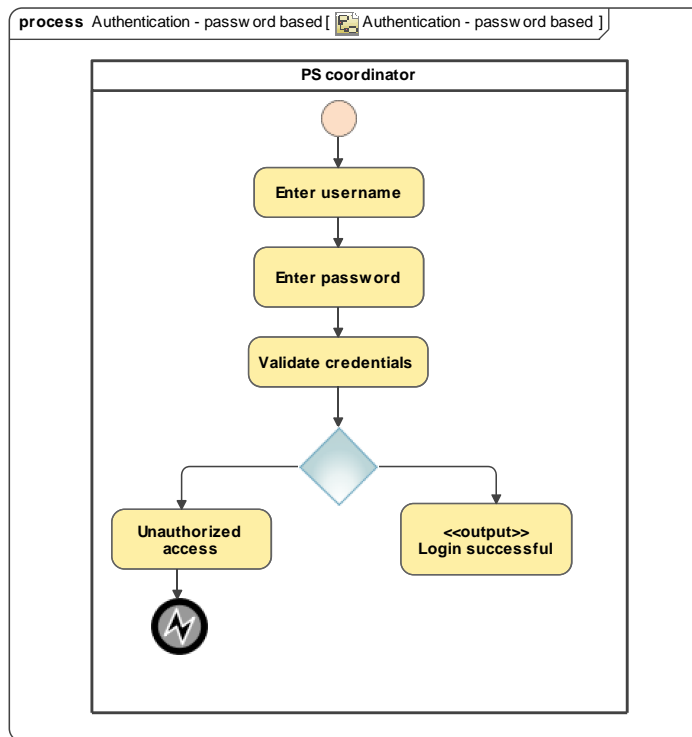 process Authentication - password based [ Authentication - password based ]
PS coordinator
Enter username
Enter password
Validate credentials
Unauthorized
access
<<output>>
Login successful